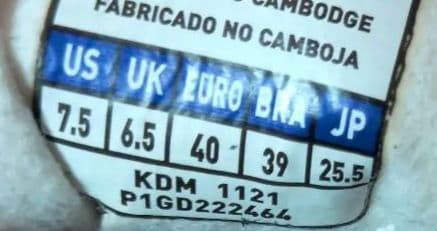 CAMBODGE
FABRICADO NO CAMBOJA
US UK EURO BRA JP
7.5 6.5 40 39 25.5
KDM 1121
P1GD222464